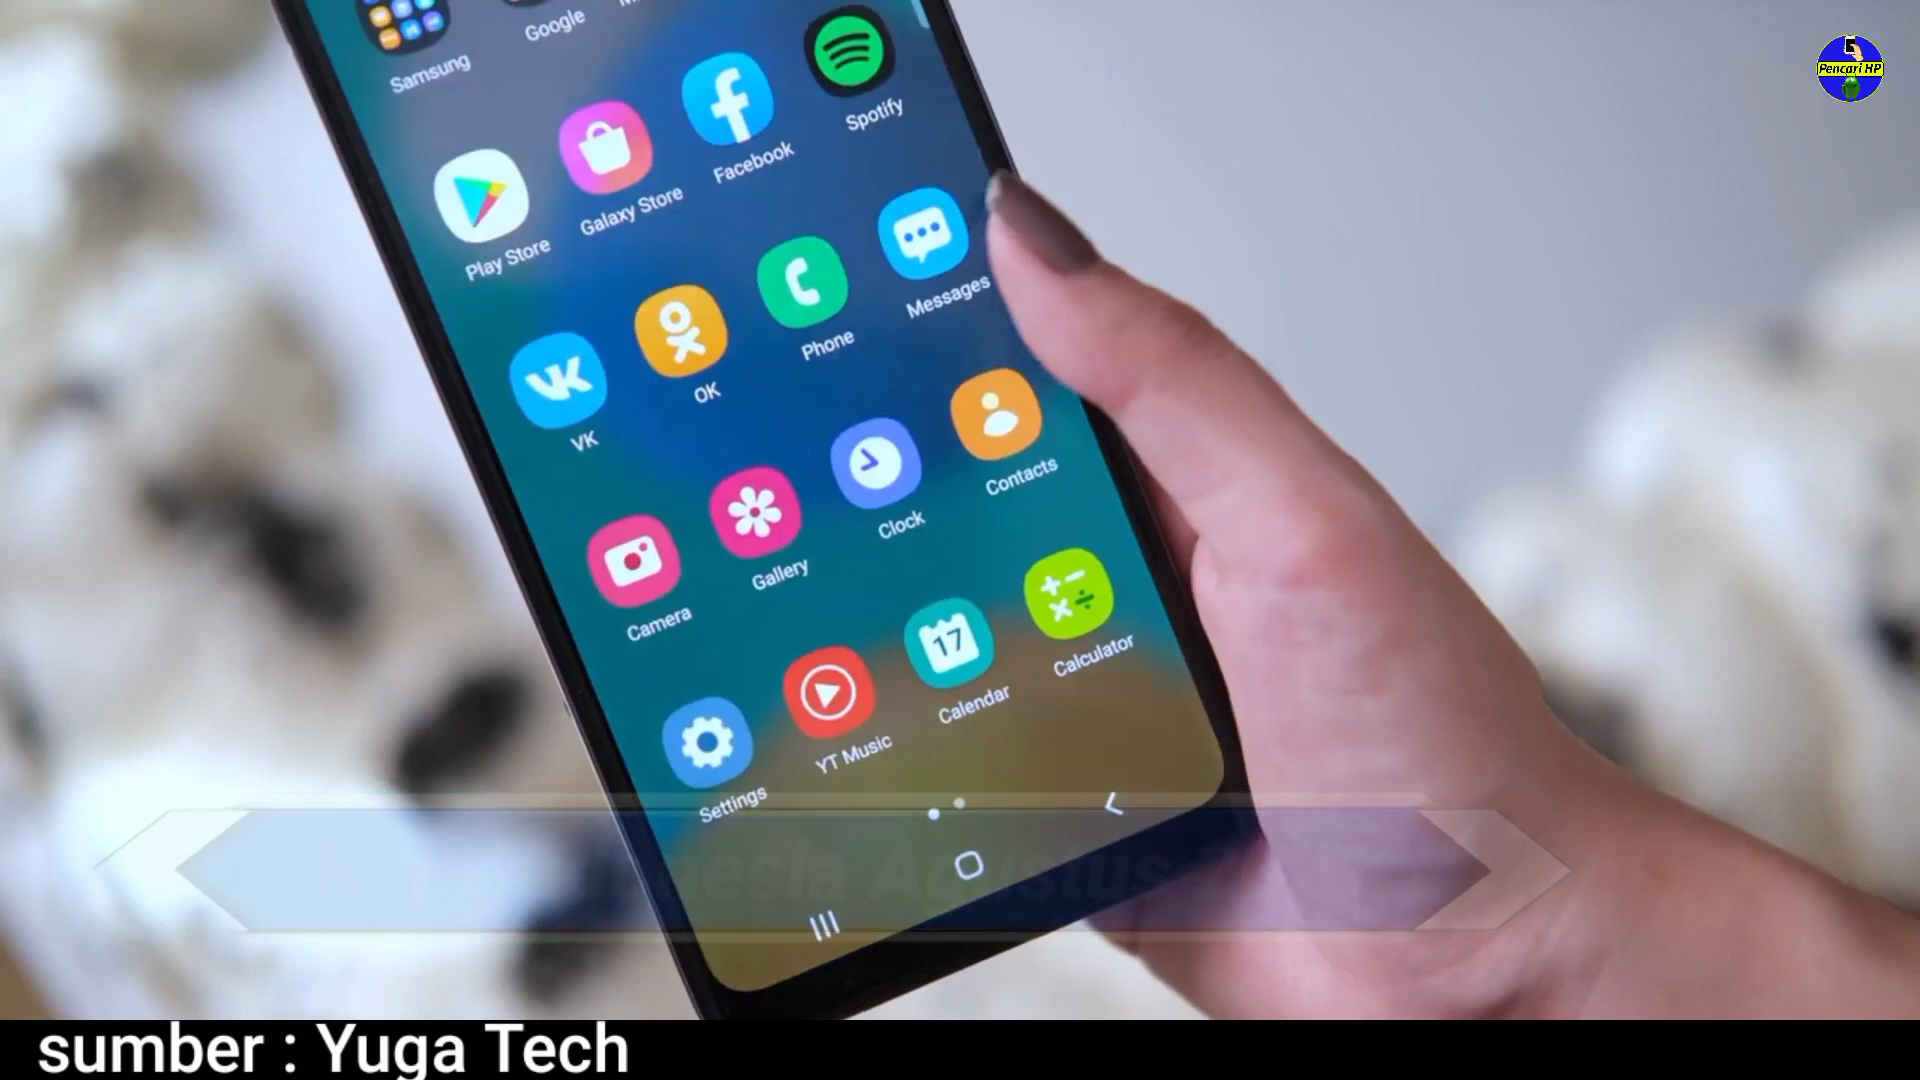 Samsung
Google
Play Store
Galaxy Store
Facebook
Spotify
VK
OK
Phone
Messages
Camera
Gallery
Clock
Contacts
Settings
YT Music
17
Calendar
Calculator
Pencari HP
Agustus
sumber : Yuga Tech